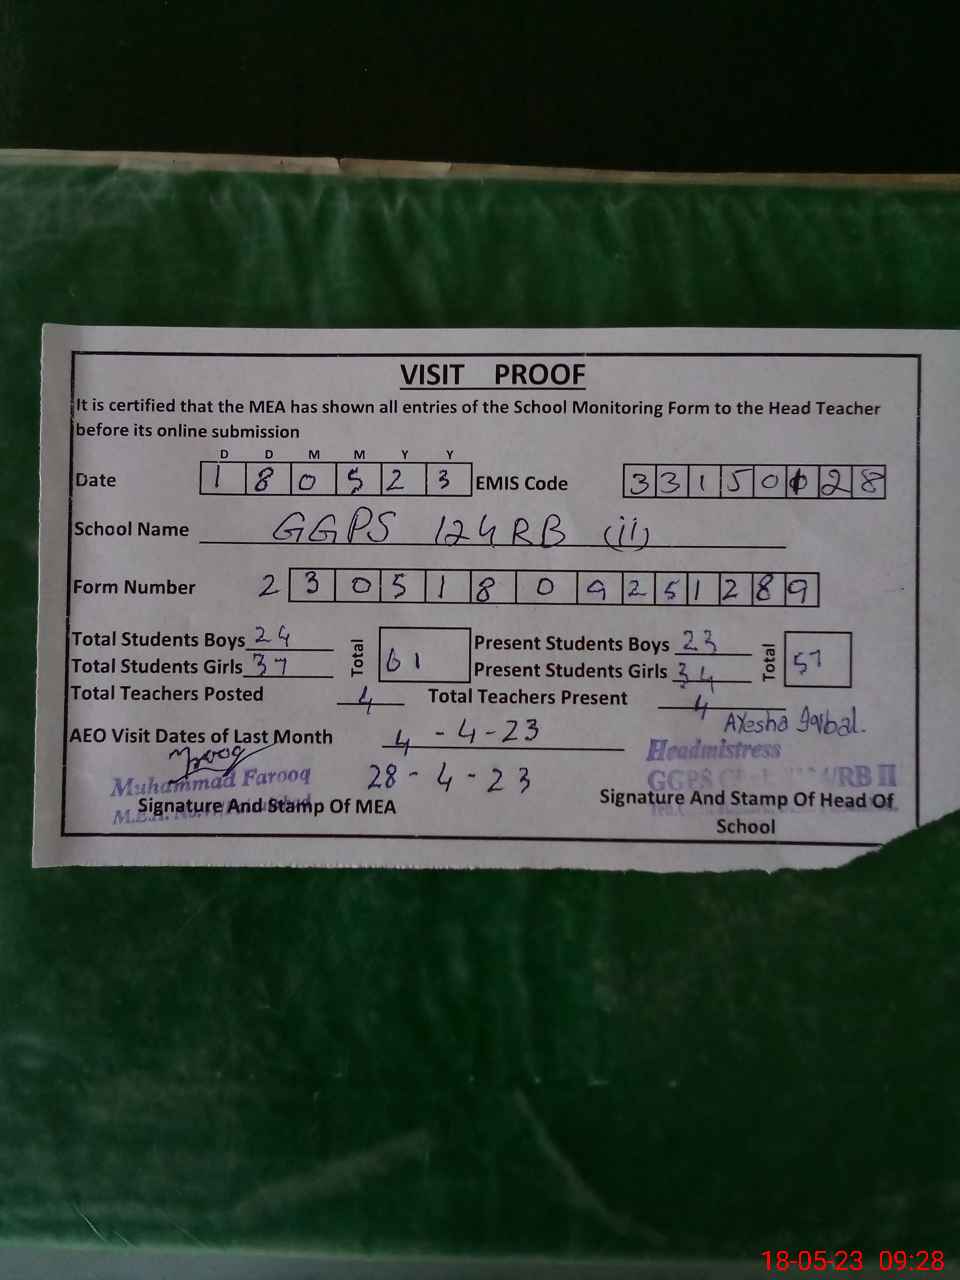 VISIT PROOF
It is certified that the MEA has shown all entries of the School Monitoring Form to the Head Teacher
before its online submission
D D M M Y Y
Date 1 8 0 5 2 3 EMIS Code 3 3 1 5 0 2 8
School Name GGPS 124 RB (ii)
Form Number 2 3 0 5 1 8 0 9 2 5 1 2 8 9
Total Students Boys 24 Total 61 Present Students Boys 23 Total 57
Total Students Girls 37 Present Students Girls 34
Total Teachers Posted 4 Total Teachers Present 4
Ayesha Iqbal.
AEO Visit Dates of Last Month 4 - 4 - 23
Headmistress
Muhammad Farooq 28 - 4 - 23
GGPS RB II
M.E.A.
Signature And Stamp Of MEA Signature And Stamp Of Head Of
School
18-05-23 09:28